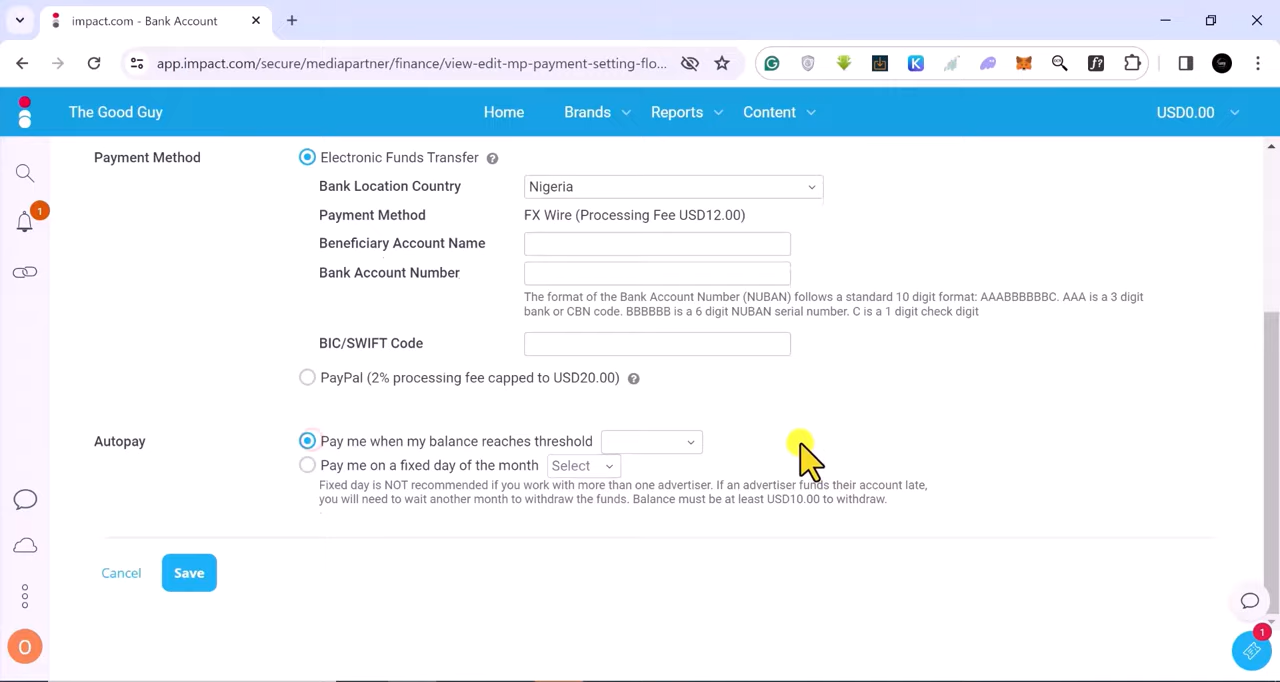 impact.com - Bank Account
app.impact.com/secure/mediapartner/finance/view-edit-mp-payment-setting-flo...
The Good Guy
Home
Brands
Reports
Content
USD0.00
1
Payment Method
Electronic Funds Transfer
Bank Location Country
Nigeria
Payment Method
FX Wire (Processing Fee USD12.00)
Beneficiary Account Name
Bank Account Number
The format of the Bank Account Number (NUBAN) follows a standard 10 digit format: AAABBBBBBC. AAA is a 3 digit
bank or CBN code. BBBBBB is a 6 digit NUBAN serial number. C is a 1 digit check digit
BIC/SWIFT Code
PayPal (2% processing fee capped to USD20.00)
Autopay
Pay me when my balance reaches threshold
Pay me on a fixed day of the month
Select
Fixed day is NOT recommended if you work with more than one advertiser. If an advertiser funds their account late,
you will need to wait another month to withdraw the funds. Balance must be at least USD10.00 to withdraw.
Cancel
Save
O
1